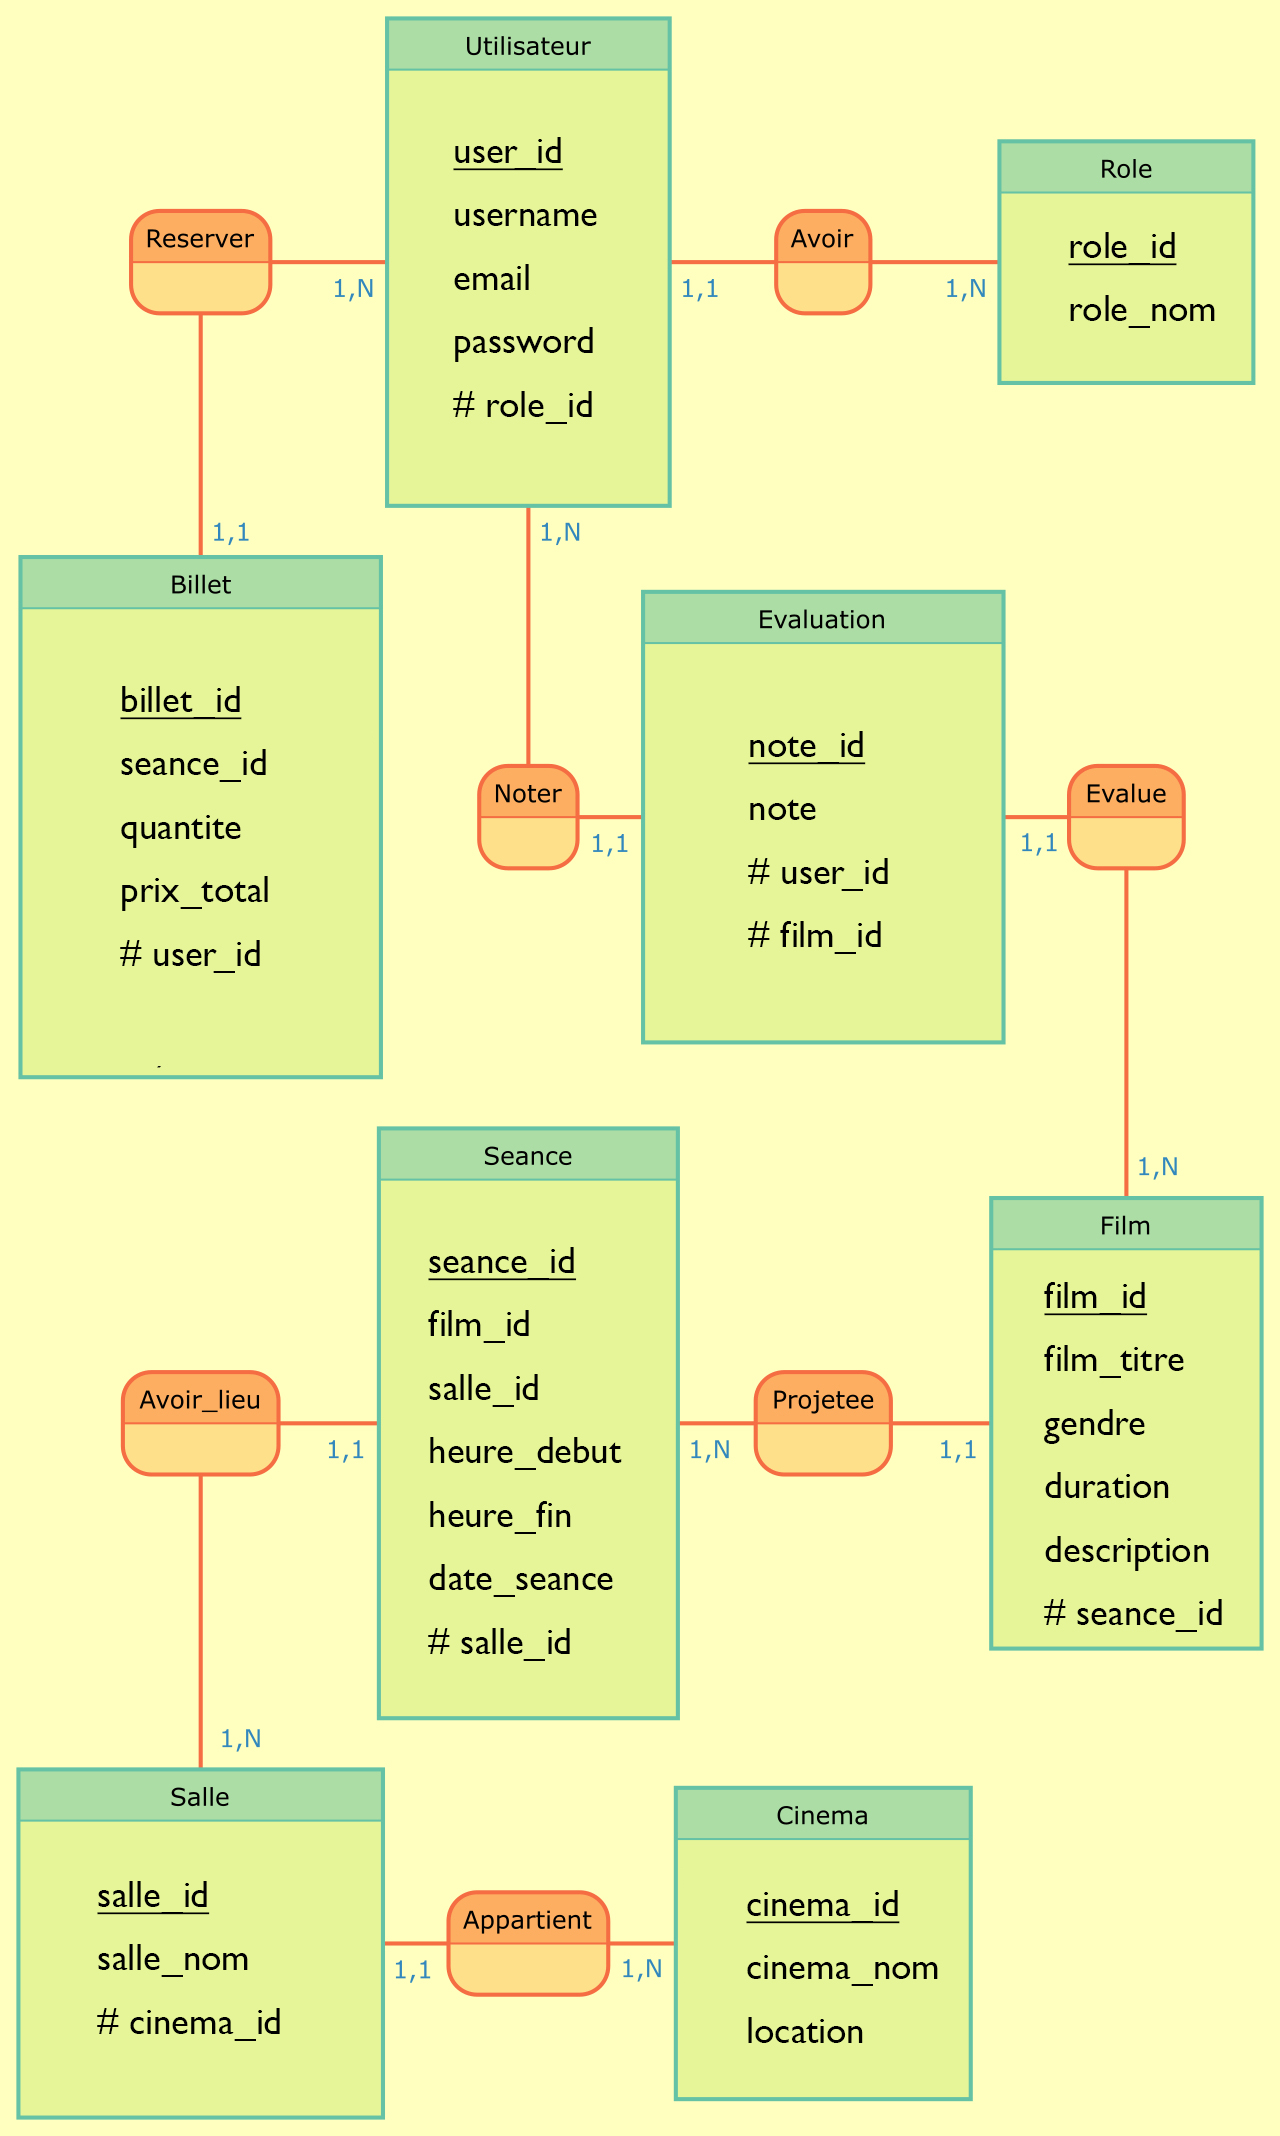 Utilisateur
user_id
username
email
password
# role_id
Role
role_id
role_nom
Reserver
Avoir
1,N
1,1
1,N
1,1
1,N
Billet
billet_id
seance_id
quantite
prix_total
# user_id
Evaluation
note_id
note
# user_id
# film_id
Noter
Evalue
1,1
1,1
1,N
Seance
seance_id
film_id
salle_id
heure_debut
heure_fin
date_seance
# salle_id
Film
film_id
film_titre
gendre
duration
description
# seance_id
Avoir_lieu
Projetee
1,1
1,N
1,1
1,N
Salle
salle_id
salle_nom
# cinema_id
Cinema
cinema_id
cinema_nom
location
Appartient
1,1
1,N